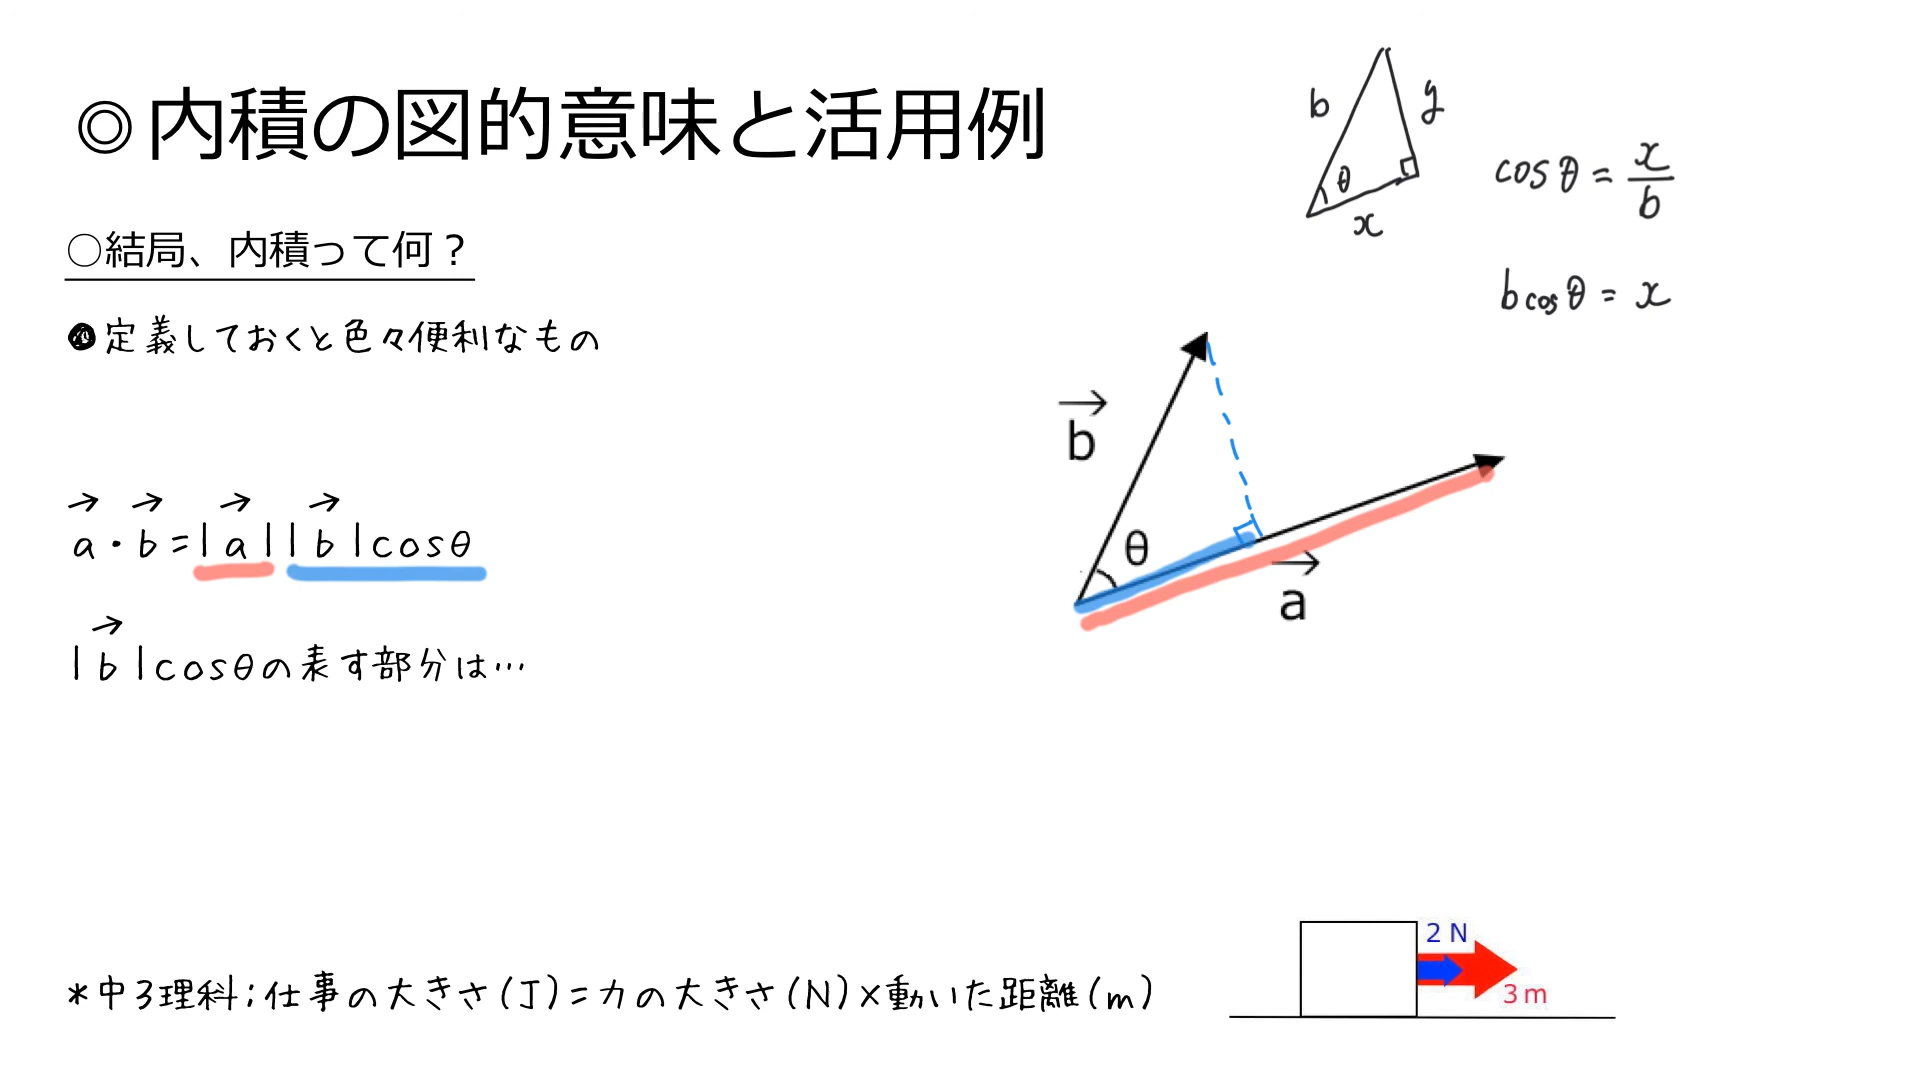 ◎内積の図的意味と活用例
○結局、内積って何？
定義しておくと色々便利なもの
a→・b→=|a→||b→|cosθ
|b→|cosθの表す部分は…
*中3理科:仕事の大きさ(J)=力の大きさ(N)×動いた距離(m)
b
y
θ
x
cosθ = x/b
bcosθ = x
b→
θ
a→
2 N
3 m